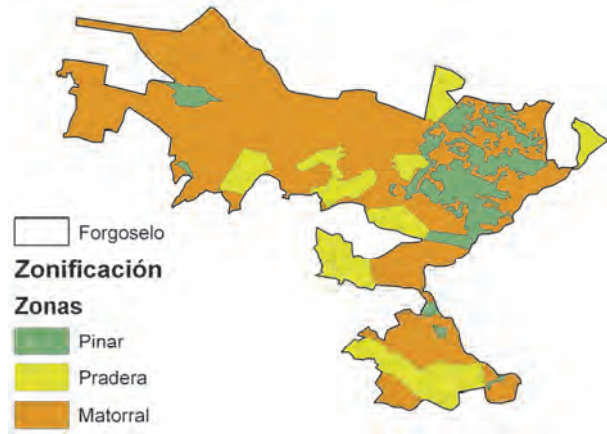 Forgoselo
Zonificación
Zonas
Pinar
Pradera
Matorral